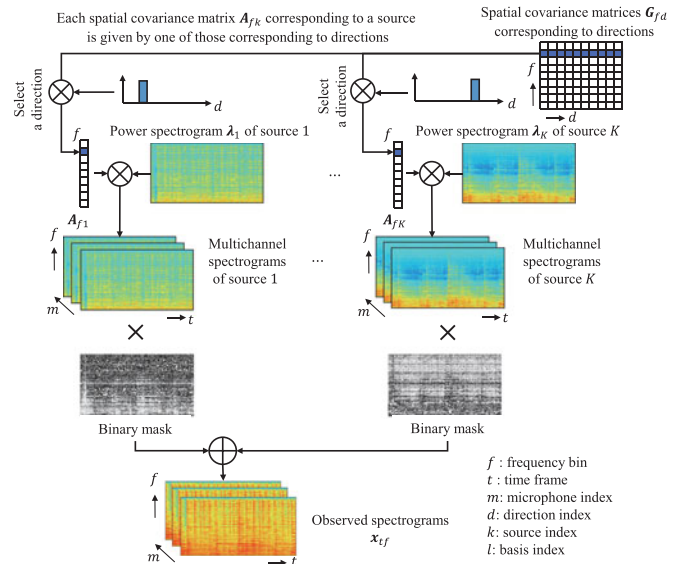 Each spatial covariance matrix A_fk corresponding to a source
is given by one of those corresponding to directions
Spatial covariance matrices G_fd
corresponding to directions
Select
a direction
d
Select
a direction
d
f
d
f
Power spectrogram λ_1 of source 1
f
Power spectrogram λ_K of source K
...
A_f1
A_fK
f
Multichannel
spectrograms
of source 1
...
f
Multichannel
spectrograms
of source K
m
t
m
t
×
×
Binary mask
Binary mask
f
Observed spectrograms
x_tf
m
t
f : frequency bin
t : time frame
m: microphone index
d: direction index
k: source index
l: basis index